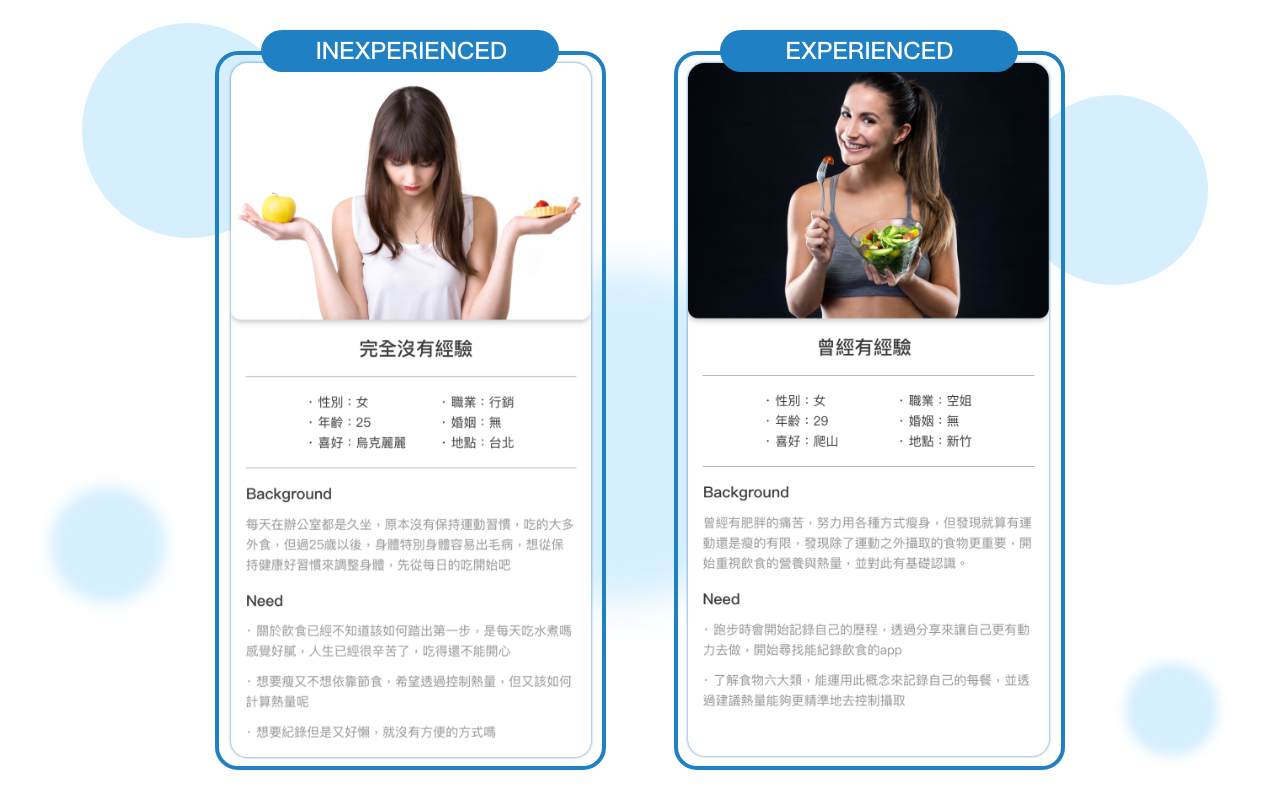 INEXPERIENCED
完全沒有經驗
· 性別：女
· 職業：行銷
· 年齡：25
· 婚姻：無
· 喜好：烏克麗麗
· 地點：台北
Background
每天在辦公室都是久坐，原本沒有保持運動習慣，吃的大多
外食，但過25歲以後，身體特別身體容易出毛病，想從保
持健康好習慣來調整身體，先從每日的吃開始吧
Need
· 關於飲食已經不知道該如何踏出第一步，是每天吃水煮嗎
感覺好膩，人生已經很辛苦了，吃得還不能開心
· 想要瘦又不想依靠節食，希望透過控制熱量，但又該如何
計算熱量呢
· 想要紀錄但是又好懶，就沒有方便的方式嗎
EXPERIENCED
曾經有經驗
· 性別：女
· 職業：空姐
· 年齡：29
· 婚姻：無
· 喜好：爬山
· 地點：新竹
Background
曾經有肥胖的痛苦，努力用各種方式瘦身，但發現就算有運
動還是瘦的有限，發現除了運動之外攝取的食物更重要，開
始重視飲食的營養與熱量，並對此有基礎認識。
Need
· 跑步時會開始記錄自己的歷程，透過分享來讓自己更有動
力去做，開始尋找能紀錄飲食的app
· 了解食物六大類，能運用此概念來記錄自己的每餐，並透
過建議熱量能夠更精準地去控制攝取